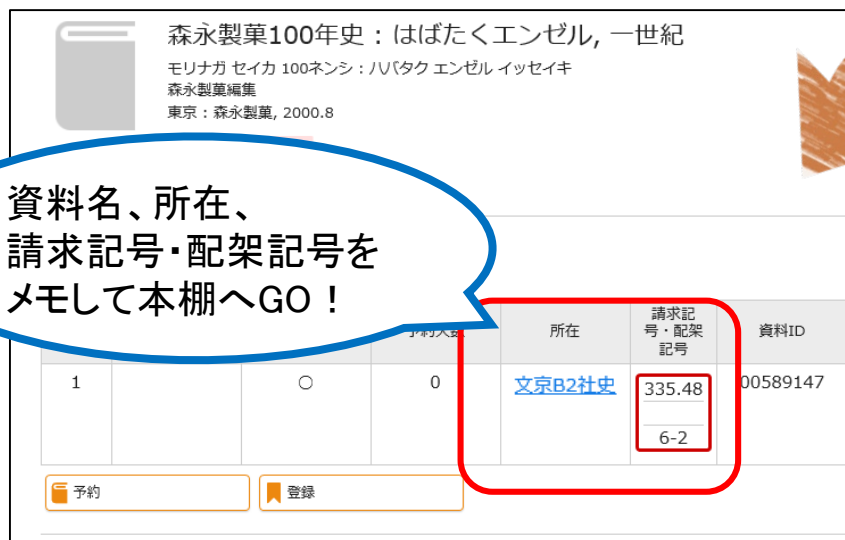 森永製菓100年史 : はばたくエンゼル, 一世紀
モリナガ セイカ 100ネンシ : ハバタク エンゼル イッセイキ
森永製菓編集
東京 : 森永製菓, 2000.8
資料名、所在、
請求記号・配架記号を
メモして本棚へGO！
予約人数
所在
請求記
号・配架
記号
資料ID
1
○
0
文京B2社史
335.48
6-2
00589147
予約
登録